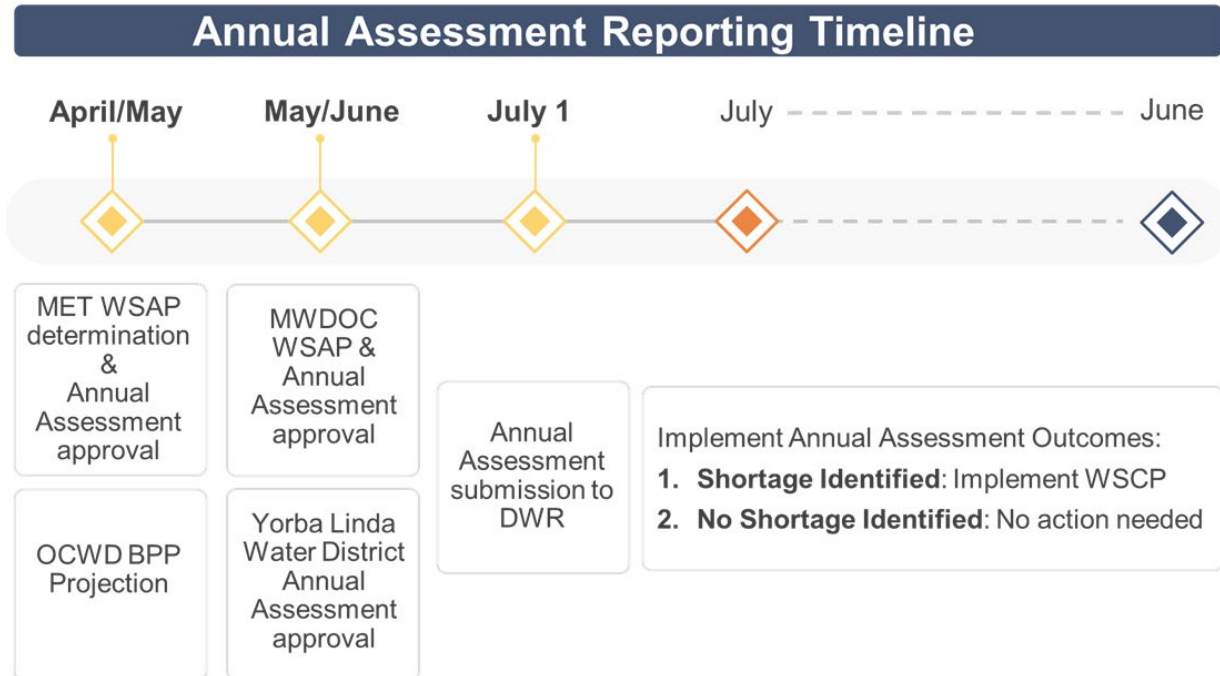 Annual Assessment Reporting Timeline
April/May
May/June
July 1
July
June
MET WSAP
determination
&
Annual
Assessment
approval
OCWD BPP
Projection
MWDOC
WSAP &
Annual
Assessment
approval
Yorba Linda
Water District
Annual
Assessment
approval
Annual
Assessment
submission to
DWR
Implement Annual Assessment Outcomes:
1. Shortage Identified: Implement WSCP
2. No Shortage Identified: No action needed